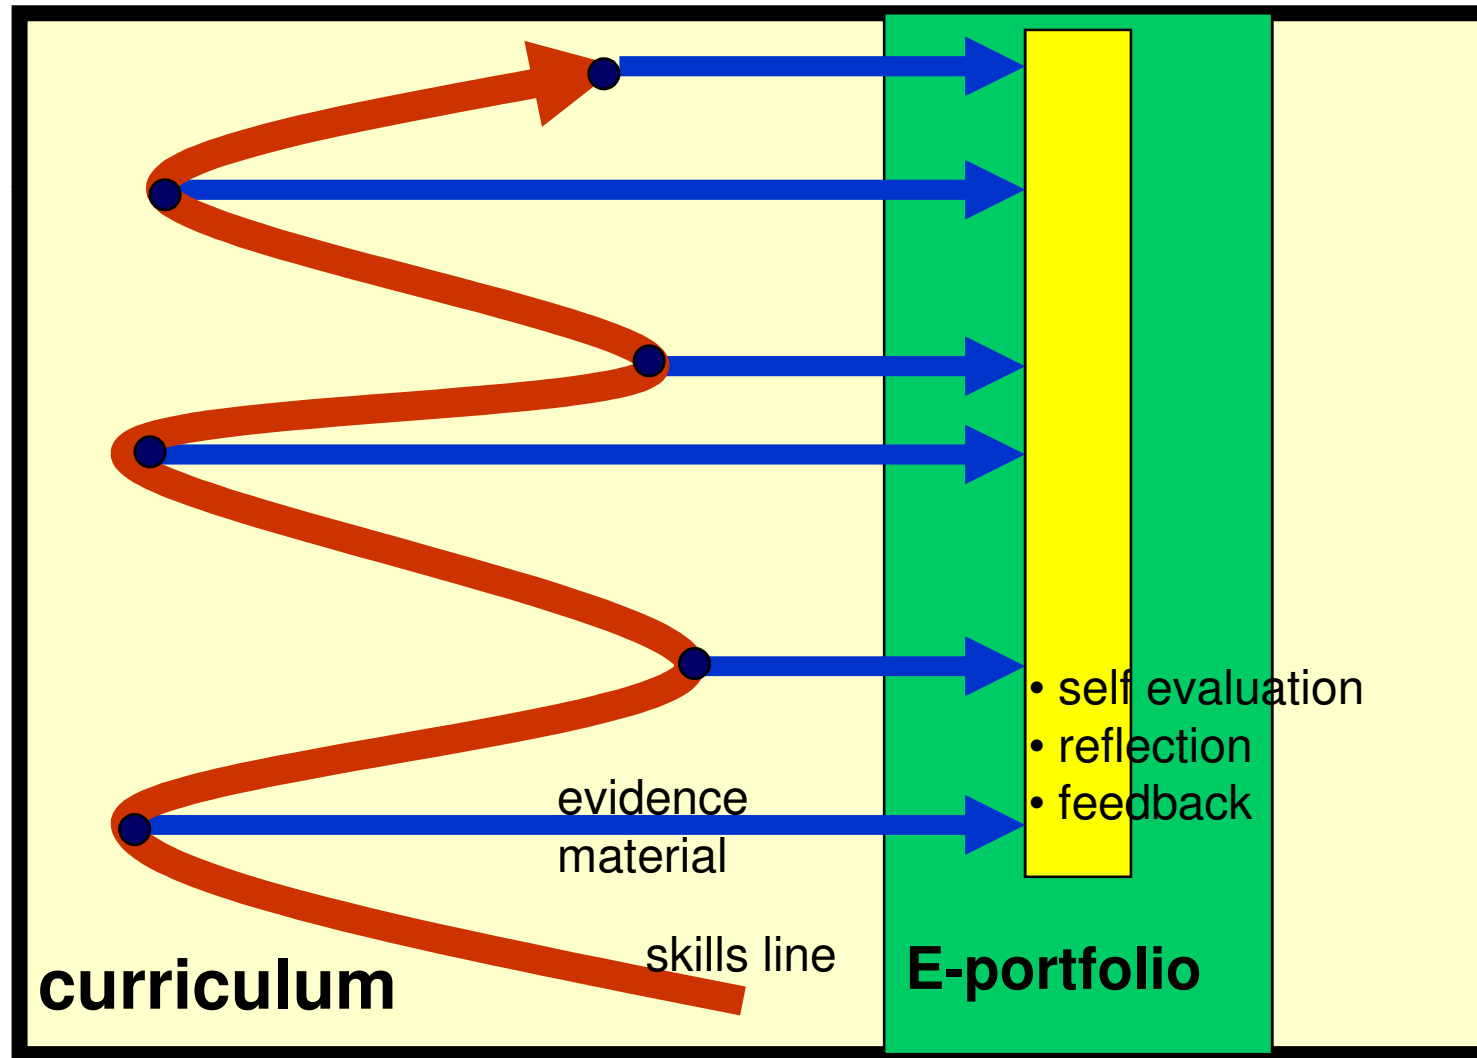 • self evaluation
• reflection
• feedback
evidence
material
skills line
curriculum
E-portfolio